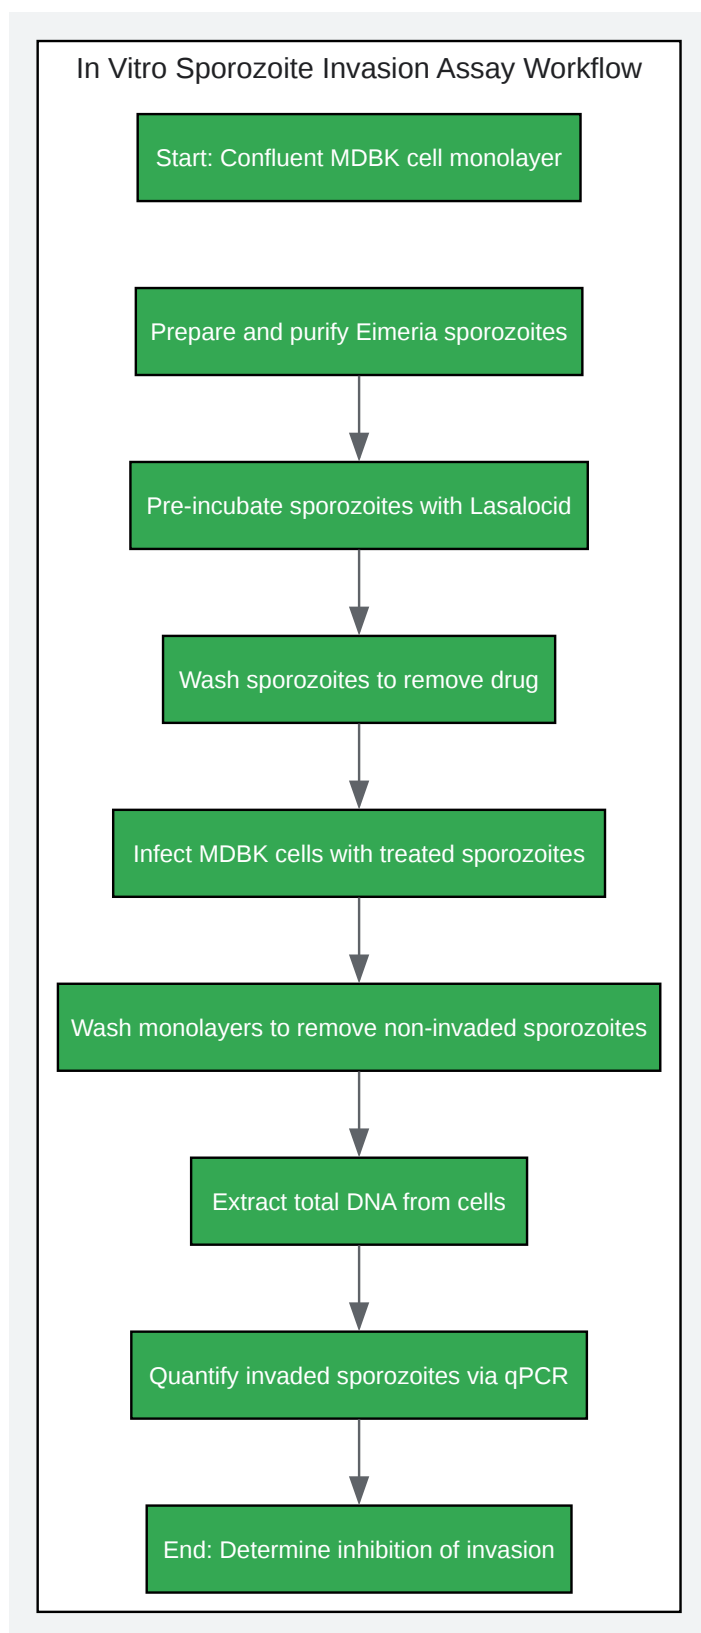 In Vitro Sporozoite Invasion Assay Workflow
Start: Confluent MDBK cell monolayer
Prepare and purify Eimeria sporozoites
Pre-incubate sporozoites with Lasalocid
Wash sporozoites to remove drug
Infect MDBK cells with treated sporozoites
Wash monolayers to remove non-invaded sporozoites
Extract total DNA from cells
Quantify invaded sporozoites via qPCR
End: Determine inhibition of invasion